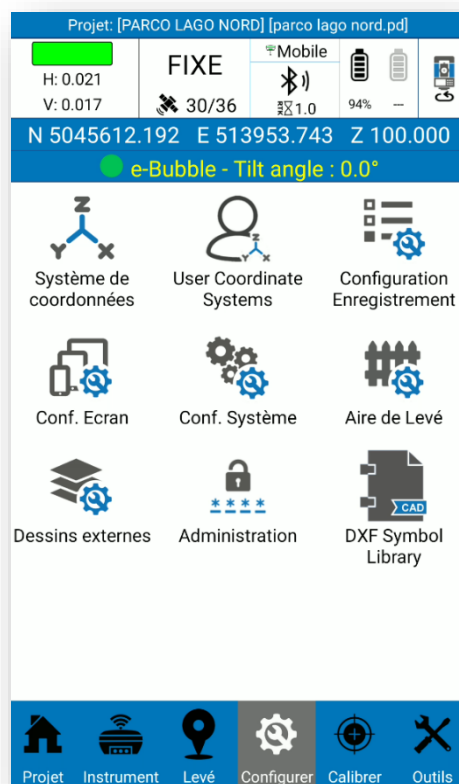 Projet: [PARCO LAGO NORD] [parco lago nord.pd]
H: 0.021
V: 0.017
FIXE
30/36
Mobile
1.0
94%
--
N 5045612.192 E 513953.743 Z 100.000
e-Bubble - Tilt angle : 0.0°
Système de
coordonnées
User Coordinate
Systems
Configuration
Enregistrement
Conf. Ecran
Conf. Système
Aire de Levé
Dessins externes
Administration
CAD
DXF Symbol
Library
Projet
Instrument
Levé
Configurer
Calibrer
Outils